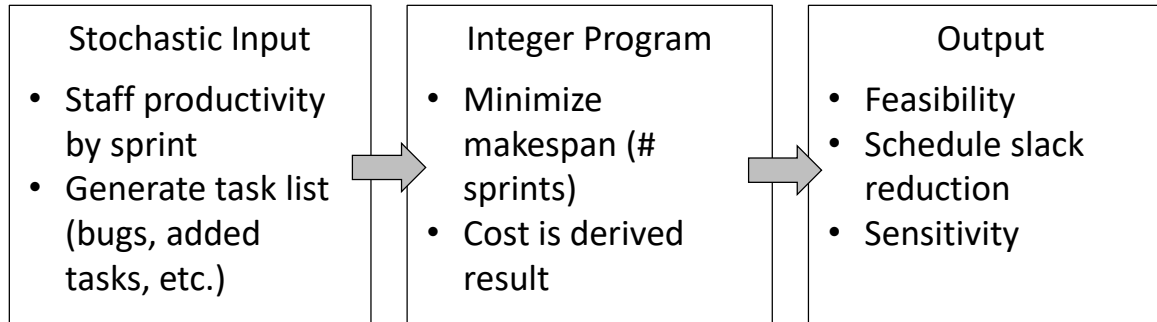 Stochastic Input
• Staff productivity
by sprint
• Generate task list
(bugs, added
tasks, etc.)
Integer Program
• Minimize
makespan (#
sprints)
• Cost is derived
result
Output
• Feasibility
• Schedule slack
reduction
• Sensitivity